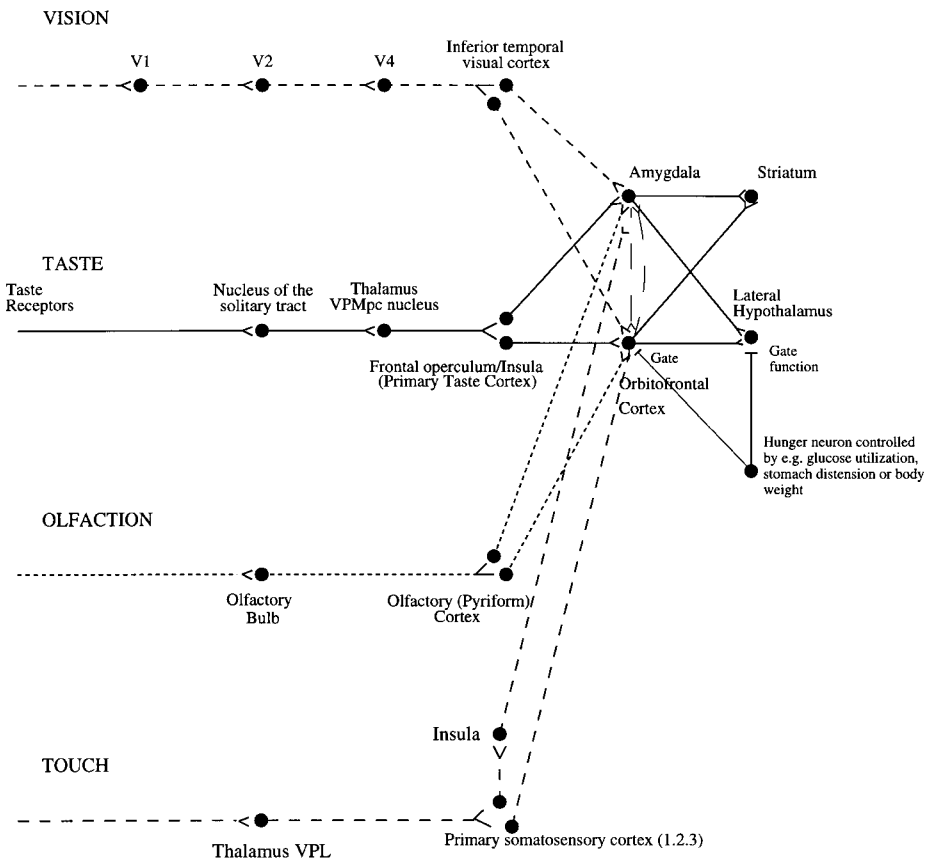 VISION
V1
V2
V4
Inferior temporal
visual cortex
Amygdala
Striatum
TASTE
Taste
Receptors
Nucleus of the
solitary tract
Thalamus
VPMpc nucleus
Frontal operculum/Insula
(Primary Taste Cortex)
Lateral
Hypothalamus
Gate
function
Gate
Orbitofrontal
Cortex
Hunger neuron controlled
by e.g. glucose utilization,
stomach distension or body
weight
OLFACTION
Olfactory
Bulb
Olfactory (Pyriform)
Cortex
TOUCH
Insula
Thalamus VPL
Primary somatosensory cortex (1.2.3)